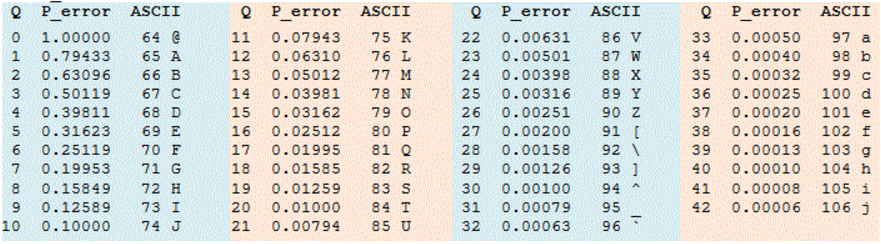 Q P_error ASCII Q P_error ASCII Q P_error ASCII Q P_error ASCII
0 1.00000 64 @ 11 0.07943 75 K 22 0.00631 86 V 33 0.00050 97 a
1 0.79433 65 A 12 0.06310 76 L 23 0.00501 87 W 34 0.00040 98 b
2 0.63096 66 B 13 0.05012 77 M 24 0.00398 88 X 35 0.00032 99 c
3 0.50119 67 C 14 0.03981 78 N 25 0.00316 89 Y 36 0.00025 100 d
4 0.39811 68 D 15 0.03162 79 O 26 0.00251 90 Z 37 0.00020 101 e
5 0.31623 69 E 16 0.02512 80 P 27 0.00200 91 [ 38 0.00016 102 f
6 0.25119 70 F 17 0.01995 81 Q 28 0.00158 92 \ 39 0.00013 103 g
7 0.19953 71 G 18 0.01585 82 R 29 0.00126 93 ] 40 0.00010 104 h
8 0.15849 72 H 19 0.01259 83 S 30 0.00100 94 ^ 41 0.00008 105 i
9 0.12589 73 I 20 0.01000 84 T 31 0.00079 95 _ 42 0.00006 106 j
10 0.10000 74 J 21 0.00794 85 U 32 0.00063 96 `